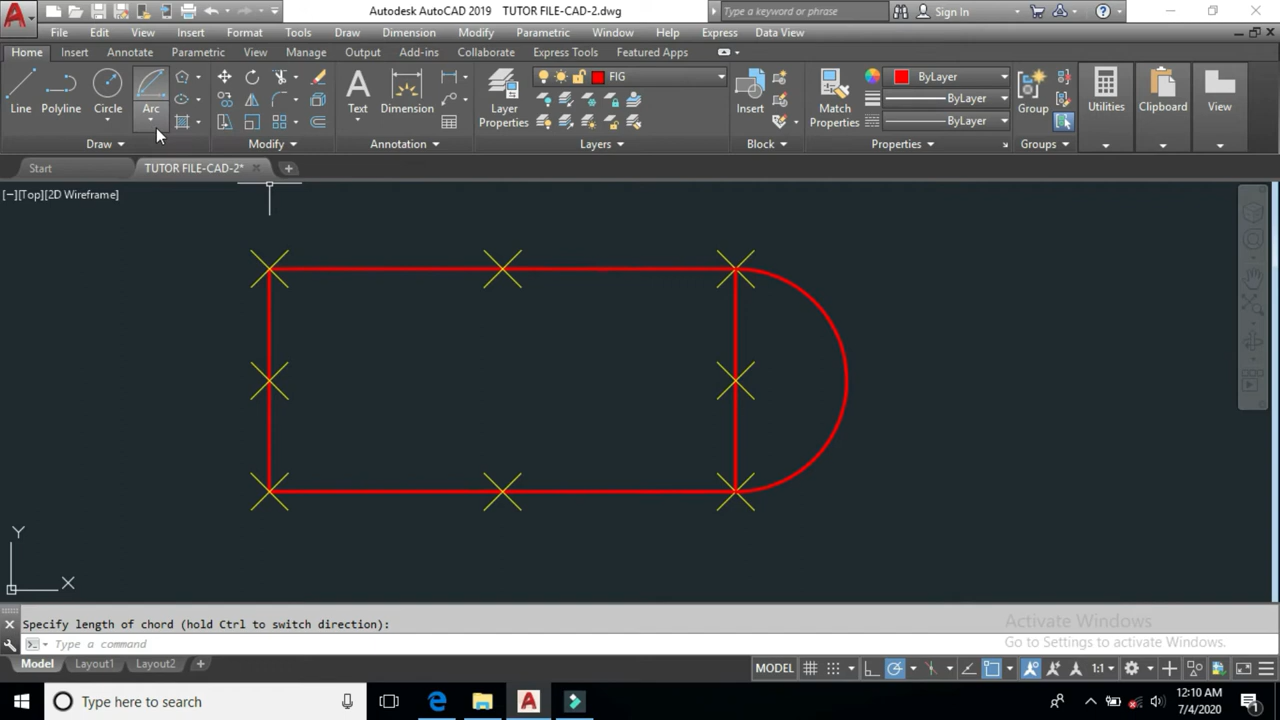 Autodesk AutoCAD 2019 TUTOR FILE-CAD-2.dwg
Type a keyword or phrase
Sign In
File Edit View Insert Format Tools Draw Dimension Modify Parametric Window Help Express Data View
Home Insert Annotate Parametric View Manage Output Add-ins Collaborate Express Tools Featured Apps
FIG
ByLayer
ByLayer
ByLayer
Line Polyline Circle Arc
Text Dimension
Layer
Properties
Insert
Match
Properties
Group
Utilities
Clipboard
View
Draw
Modify
Annotation
Layers
Block
Properties
Groups
Start
TUTOR FILE-CAD-2*
[−][Top][2D Wireframe]
Y
X
Specify length of chord (hold Ctrl to switch direction):
Type a command
Activate Windows
Go to Settings to activate Windows.
Model Layout1 Layout2
MODEL
1:1
Type here to search
12:10 AM
7/4/2020
1